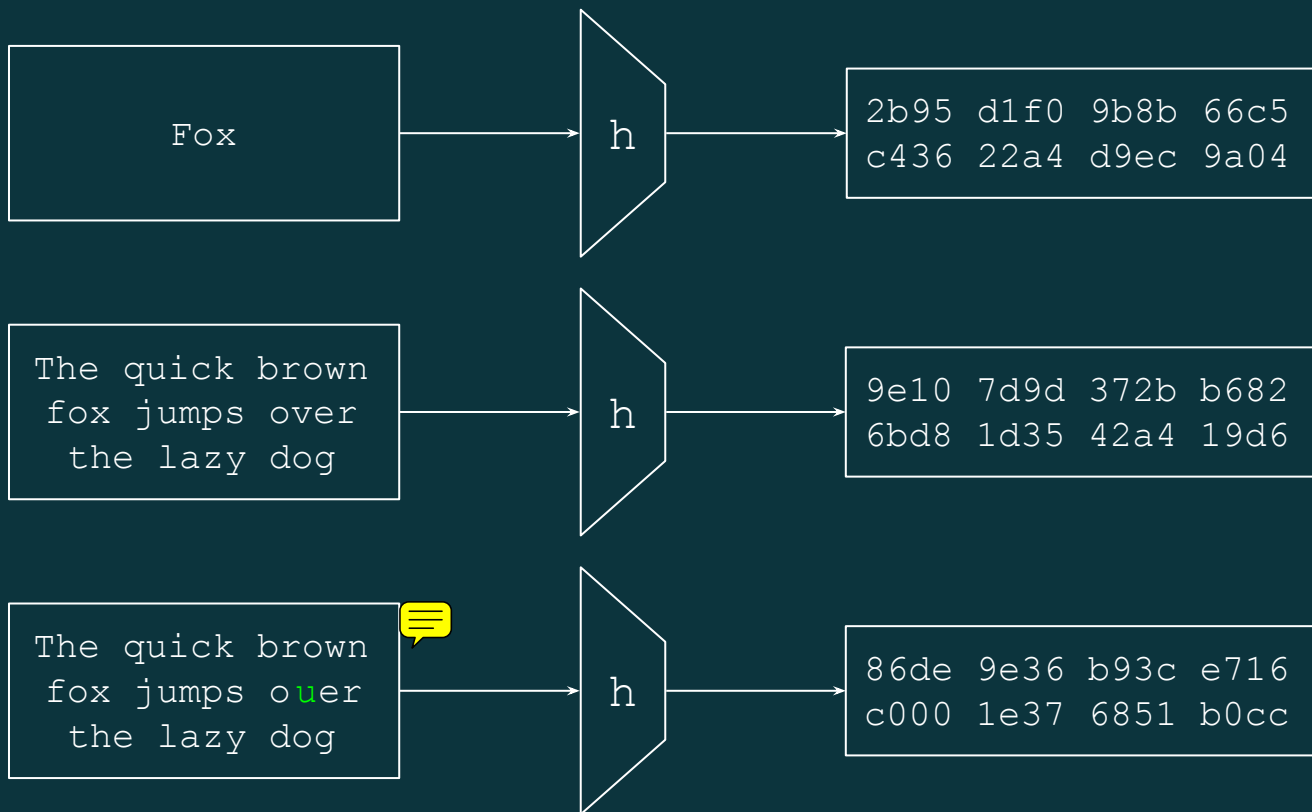 Fox
h
2b95 d1f0 9b8b 66c5
c436 22a4 d9ec 9a04
The quick brown
fox jumps over
the lazy dog
h
9e10 7d9d 372b b682
6bd8 1d35 42a4 19d6
The quick brown
fox jumps ouer
the lazy dog
h
86de 9e36 b93c e716
c000 1e37 6851 b0cc